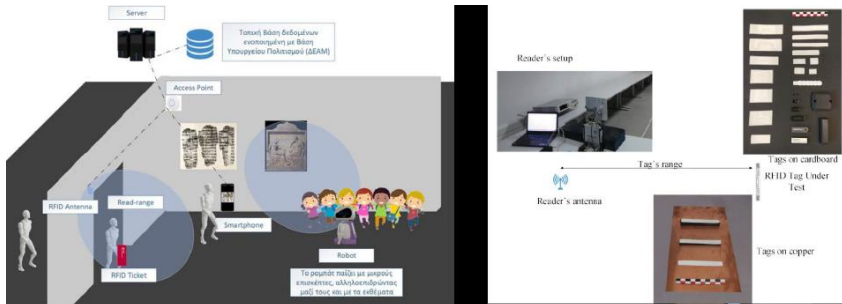 Server
Τοπική Βάση δεδομένων
ενοποιημένη με Βάση
Υπουργείου Πολιτισμού (ΔΕΑΜ)
Access Point
RFID Antenna
Read-range
Smartphone
RFID Ticket
Robot
Το ρομπότ παίζει με μικρούς
επισκέπτες, αλληλοεπιδρώντας
μαζί τους και με τα εκθέματα
Reader's setup
Tag's range
Reader's antenna
Tags on cardboard
RFID Tag Under
Test
Tags on copper